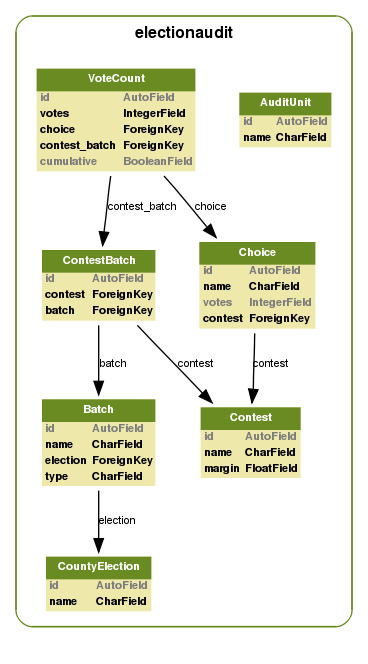 electionaudit
VoteCount
id AutoField
votes IntegerField
choice ForeignKey
contest_batch ForeignKey
cumulative BooleanField
AuditUnit
id AutoField
name CharField
contest_batch
choice
ContestBatch
id AutoField
contest ForeignKey
batch ForeignKey
Choice
id AutoField
name CharField
votes IntegerField
contest ForeignKey
batch
contest
contest
Batch
id AutoField
name CharField
election ForeignKey
type CharField
Contest
id AutoField
name CharField
margin FloatField
election
CountyElection
id AutoField
name CharField